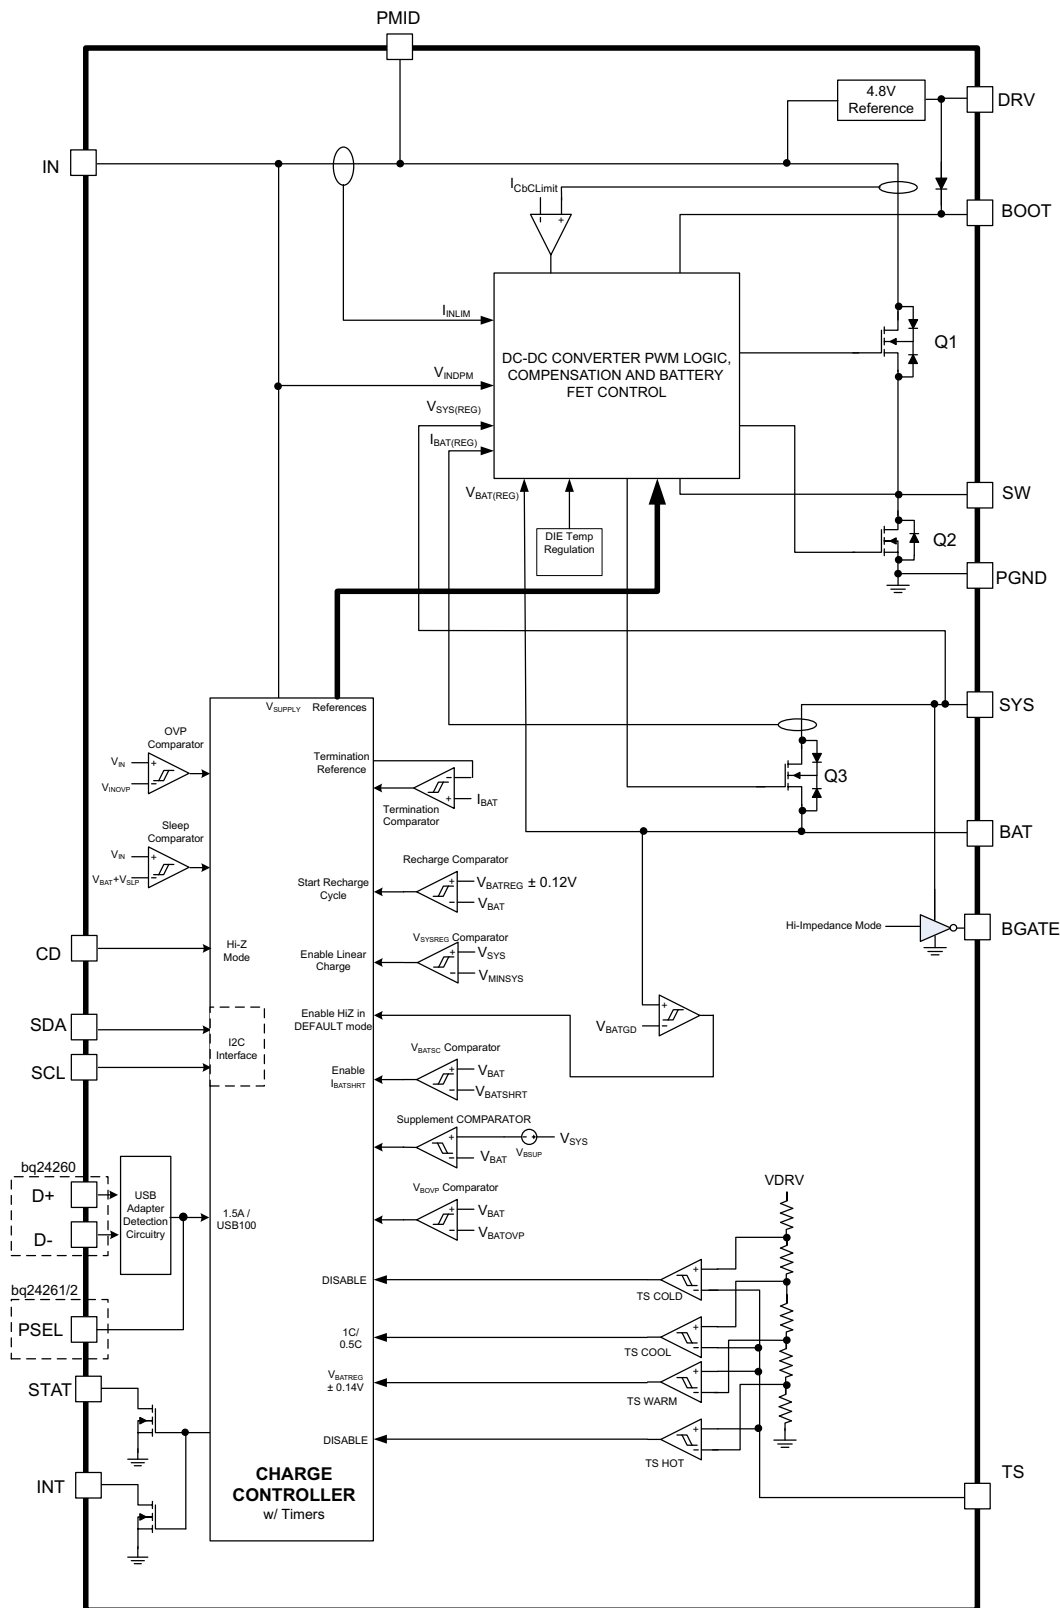 PMID
4.8V
Reference
DRV
IN
I_CbCLimit
- +
BOOT
I_INLIM
DC-DC CONVERTER PWM LOGIC,
COMPENSATION AND BATTERY
FET CONTROL
Q1
V_INDPM
V_SYS(REG)
I_BAT(REG)
V_BAT(REG)
SW
DIE Temp
Regulation
Q2
PGND
V_SUPPLY References
SYS
OVP
Comparator
V_IN +
V_INOVP -
Termination
Reference
-
+ I_BAT
Termination
Comparator
Q3
Sleep
Comparator
V_IN +
V_BAT+V_SLP -
BAT
Recharge Comparator
Start Recharge
Cycle
+ V_BATREG ± 0.12V
- V_BAT
Hi-Impedance Mode
BGATE
CD
Hi-Z
Mode
V_SYSREG Comparator
Enable Linear
Charge
+ V_SYS
- V_MINSYS
SDA
SCL
I2C
Interface
Enable HiZ in
DEFAULT mode
+
V_BATGD -
V_BATSC Comparator
Enable
I_BATSHRT
+ V_BAT
- V_BATSHRT
Supplement COMPARATOR
+ V_BSUP V_SYS
- V_BAT
bq24260
D+
D-
USB
Adapter
Detection
Circuitry
1.5A /
USB100
V_BOVP Comparator
+ V_BAT
- V_BATOVP
VDRV
bq24261/2
PSEL
DISABLE
+
-
TS COLD
1C/
0.5C
+
-
TS COOL
STAT
V_BATREG
± 0.14V
+
-
TS WARM
DISABLE
+
-
TS HOT
INT
CHARGE
CONTROLLER
w/ Timers
TS